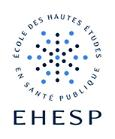 ÉCOLE DES HAUTES ÉTUDES
EN SANTÉ PUBLIQUE
EHESP